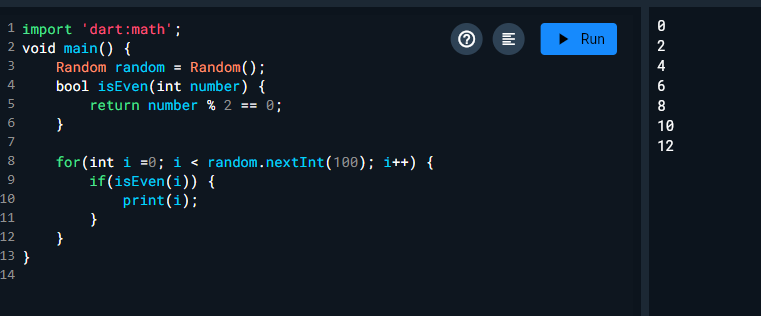 1 import 'dart:math';
2 void main() {
3     Random random = Random();
4     bool isEven(int number) {
5         return number % 2 == 0;
6     }
7
8     for(int i =0; i < random.nextInt(100); i++) {
9         if(isEven(i)) {
10             print(i);
11         }
12     }
13 }
14
Run
0
2
4
6
8
10
12